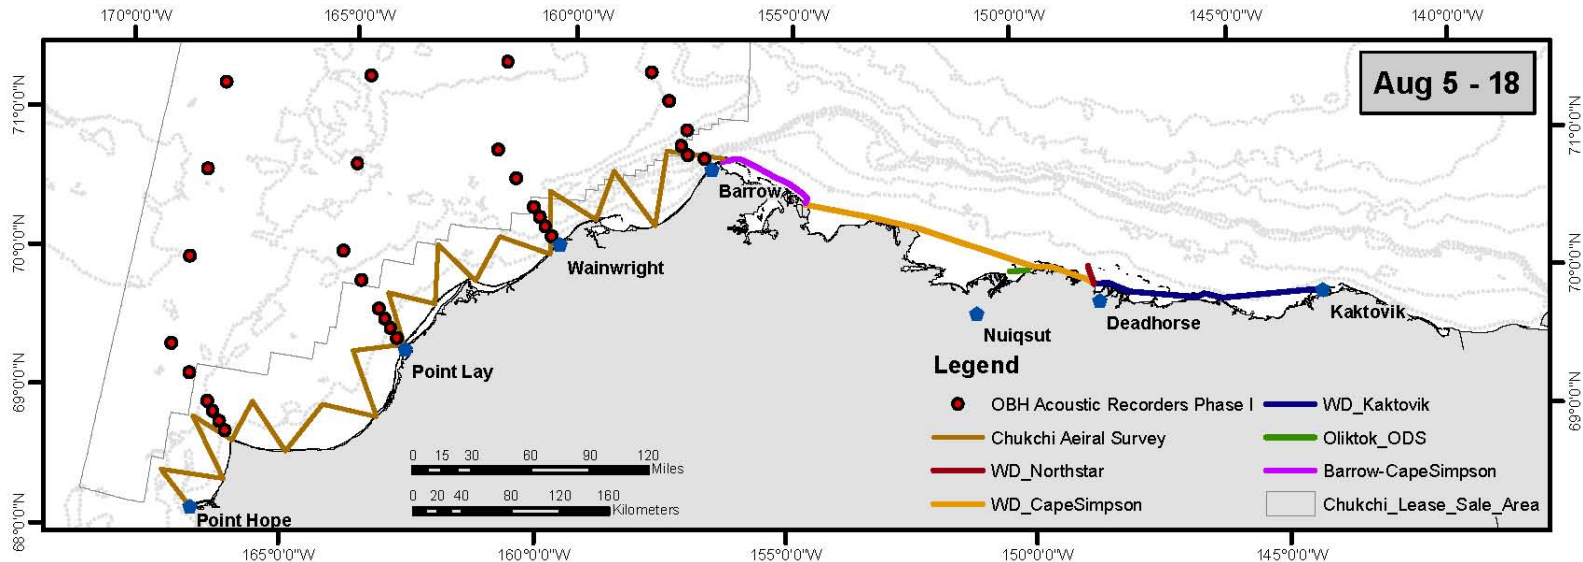 170°0'0"W 165°0'0"W 160°0'0"W 155°0'0"W 150°0'0"W 145°0'0"W 140°0'0"W
Aug 5 - 18
71°0'0"N
71°0'0"N
Barrow
70°0'0"N
Wainwright
70°0'0"N
Kaktovik
Deadhorse
Nuiqsut
Point Lay
69°0'0"N
69°0'0"N
Legend
OBH Acoustic Recorders Phase I
Chukchi Aeiral Survey
WD_Northstar
WD_CapeSimpson
WD_Kaktovik
Oliktok_ODS
Barrow-CapeSimpson
Chukchi_Lease_Sale_Area
0 15 30 60 90 120
Miles
0 20 40 80 120 160
Kilometers
Point Hope
68°0'0"N
165°0'0"W 160°0'0"W 155°0'0"W 150°0'0"W 145°0'0"W